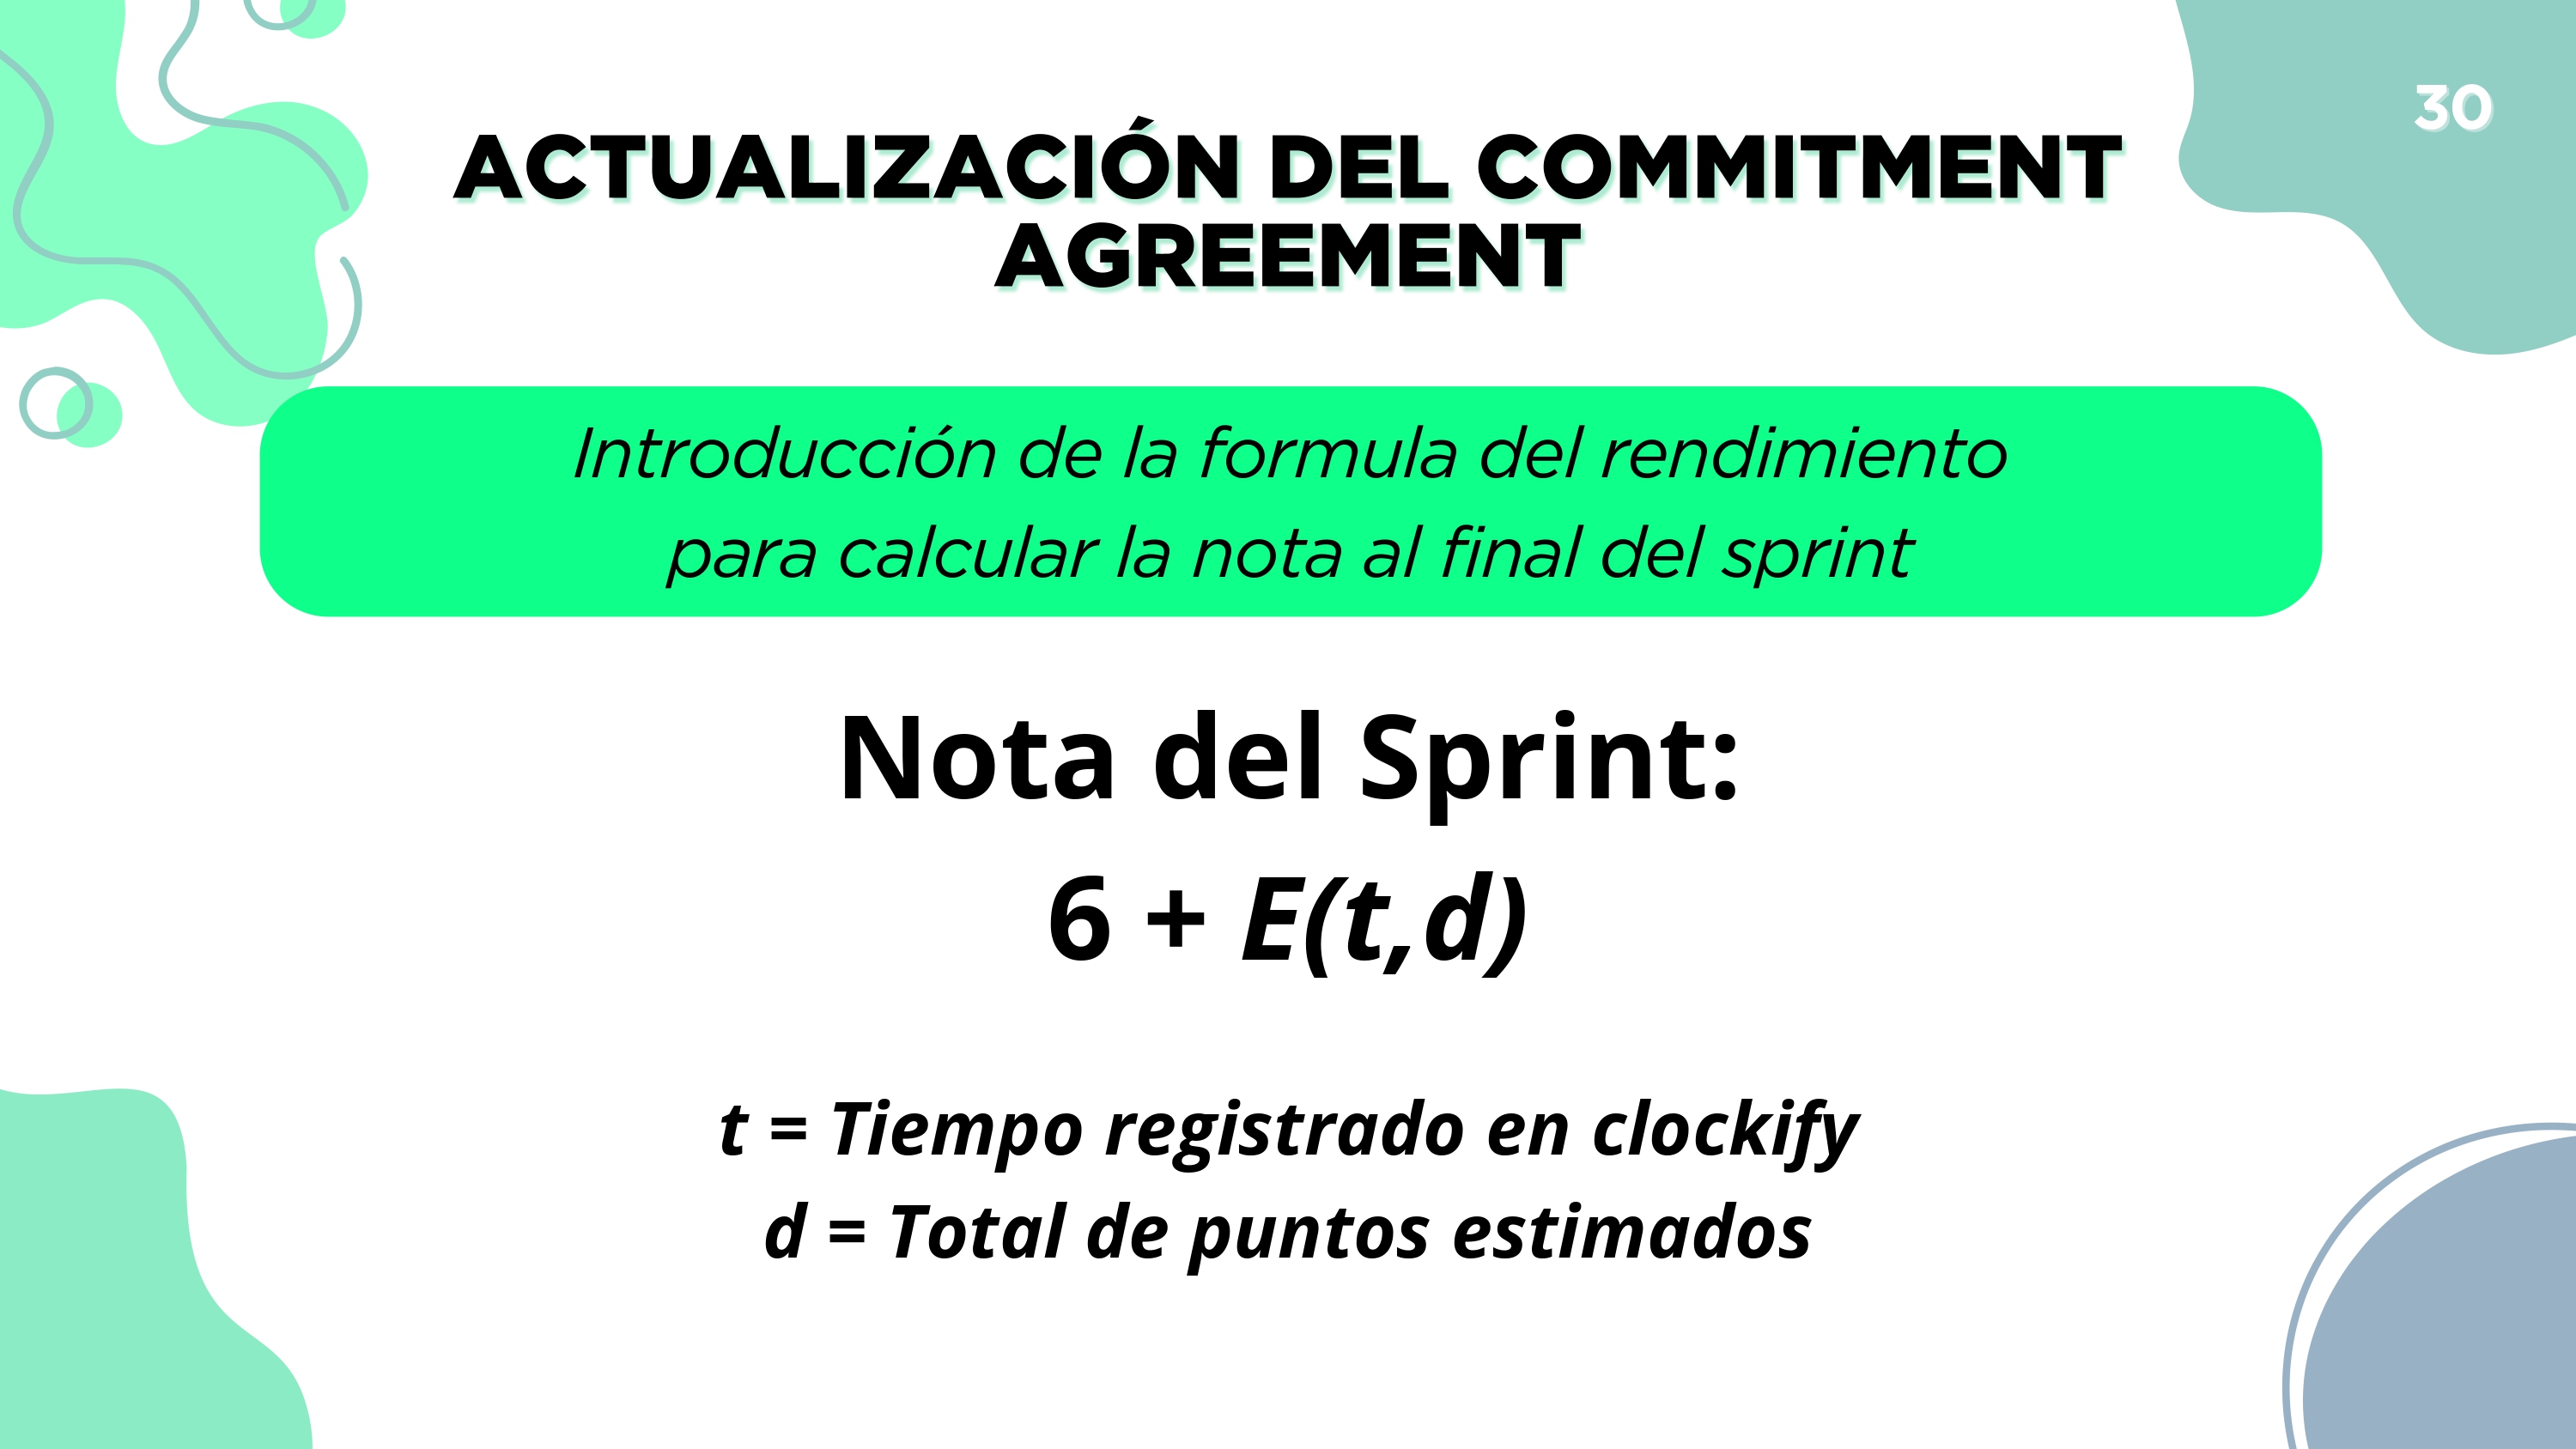 30
ACTUALIZACIÓN DEL COMMITMENT
AGREEMENT
Introducción de la formula del rendimiento
para calcular la nota al final del sprint
Nota del Sprint:
6 + E(t,d)
t = Tiempo registrado en clockify
d = Total de puntos estimados